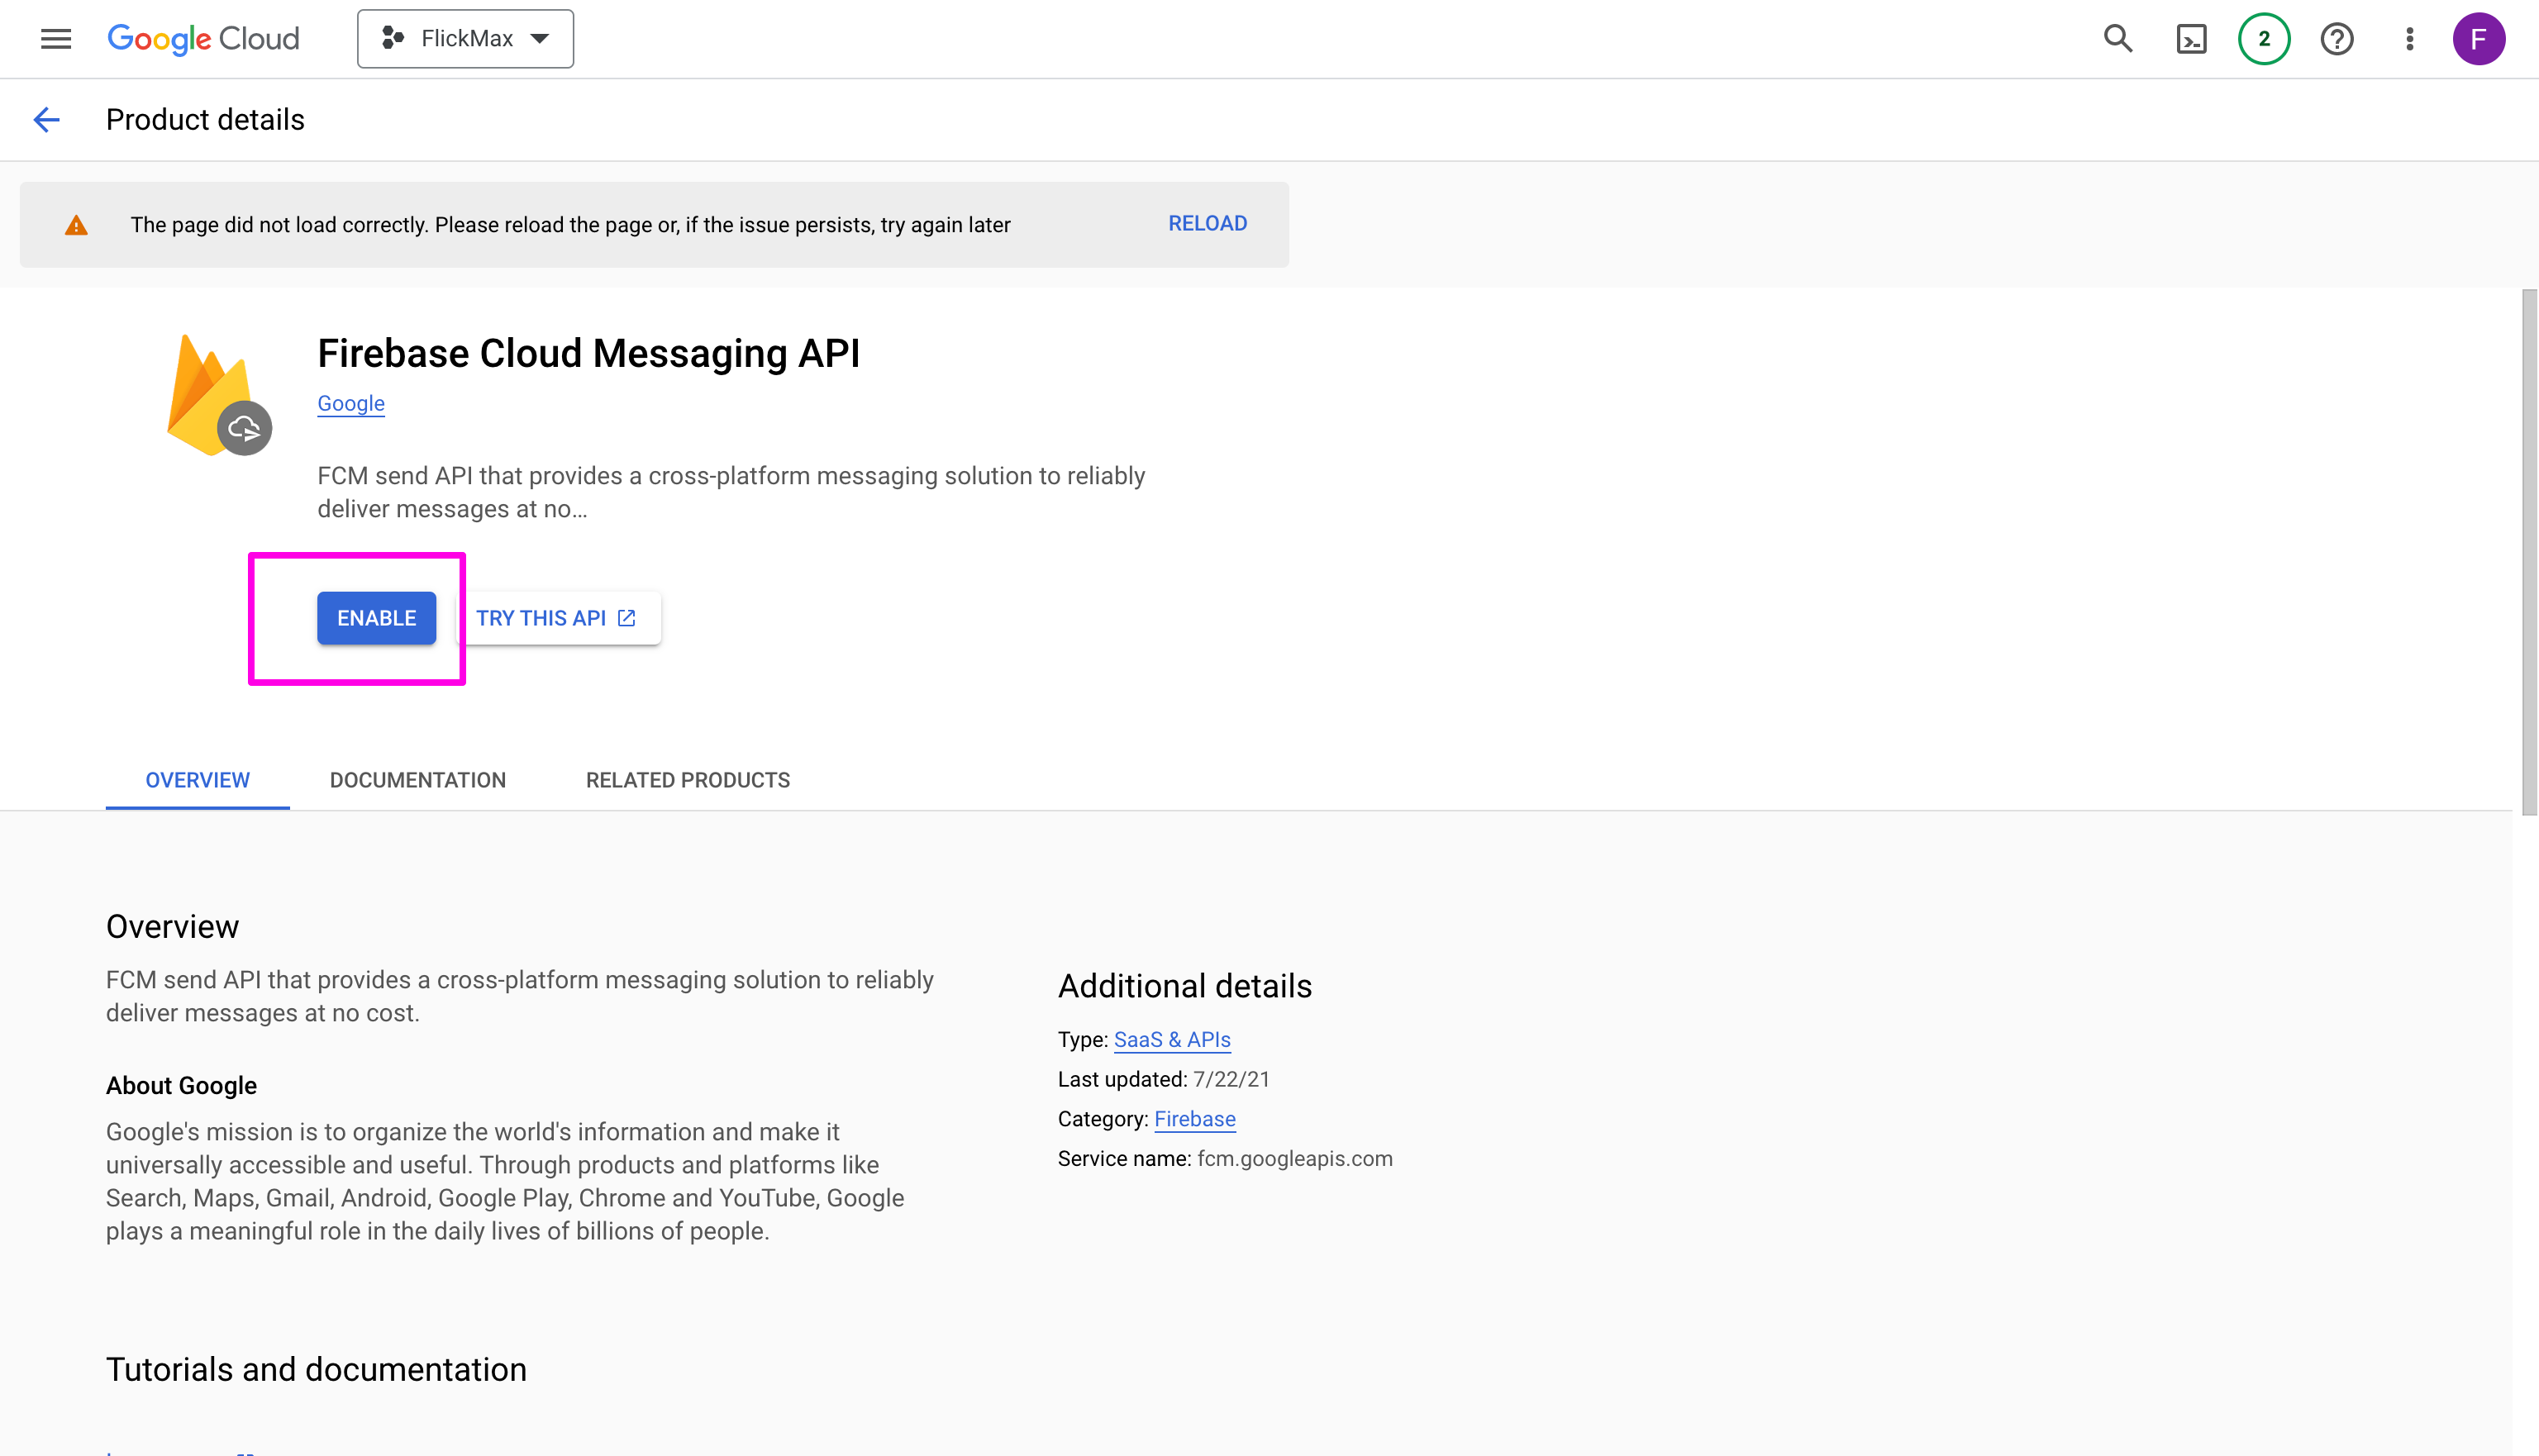 Google Cloud
FlickMax
2
F
Product details
The page did not load correctly. Please reload the page or, if the issue persists, try again later
RELOAD
Firebase Cloud Messaging API
Google
FCM send API that provides a cross-platform messaging solution to reliably
deliver messages at no…
ENABLE
TRY THIS API
OVERVIEW
DOCUMENTATION
RELATED PRODUCTS
Overview
FCM send API that provides a cross-platform messaging solution to reliably
deliver messages at no cost.
About Google
Google's mission is to organize the world's information and make it
universally accessible and useful. Through products and platforms like
Search, Maps, Gmail, Android, Google Play, Chrome and YouTube, Google
plays a meaningful role in the daily lives of billions of people.
Additional details
Type: SaaS & APIs
Last updated: 7/22/21
Category: Firebase
Service name: fcm.googleapis.com
Tutorials and documentation